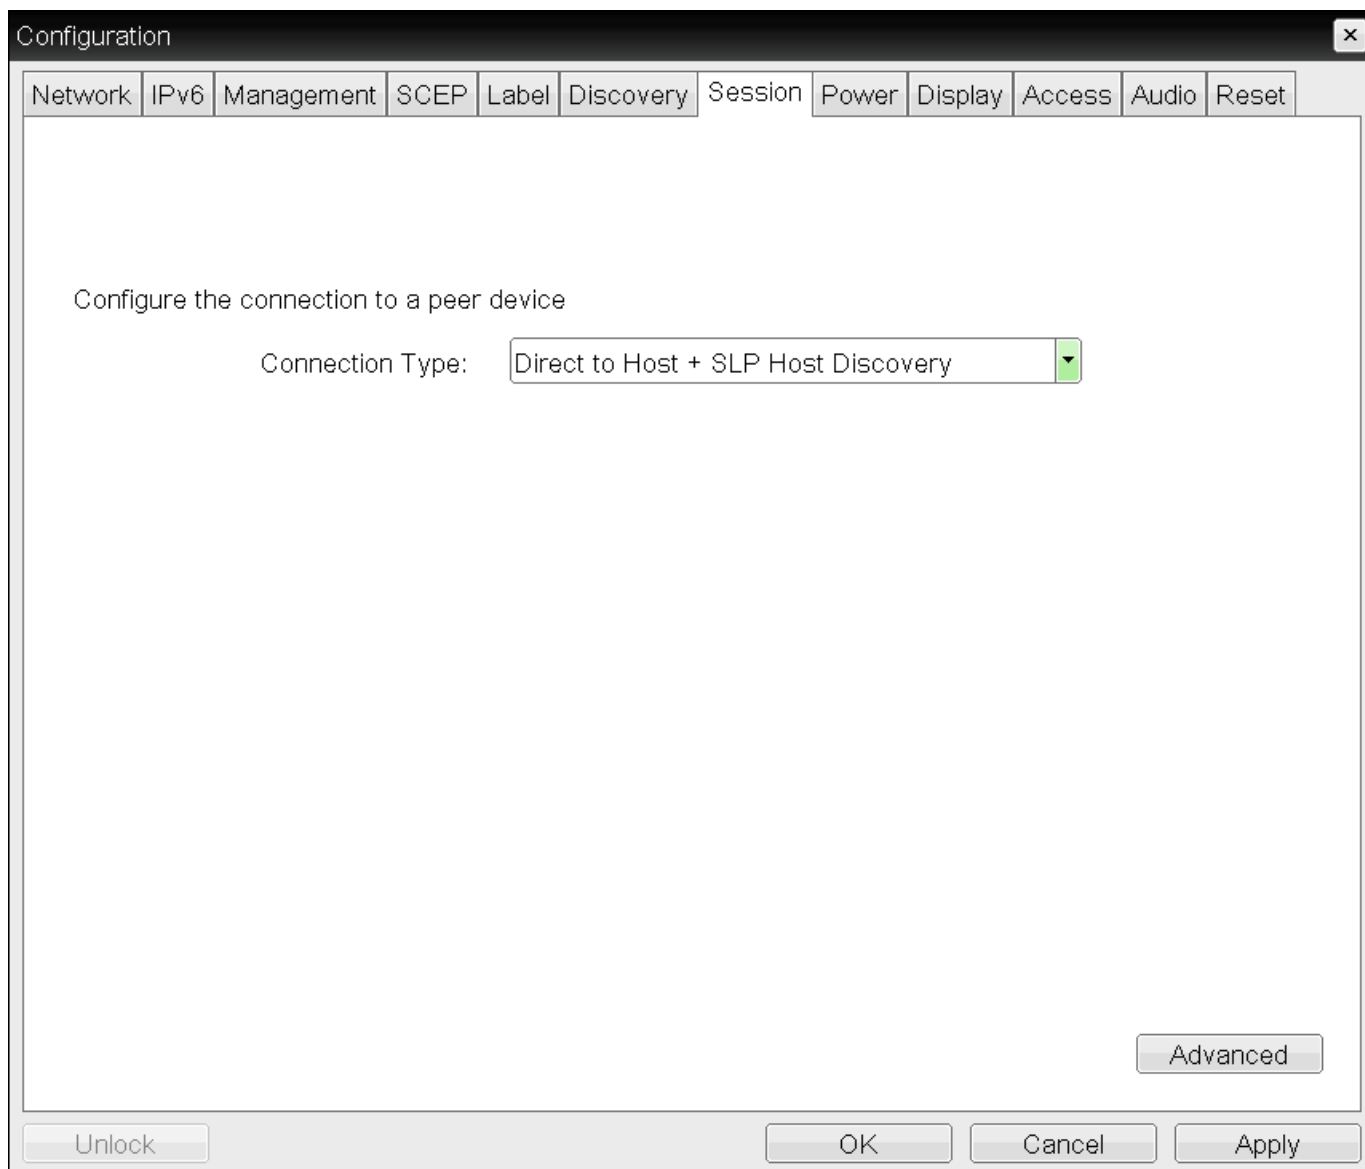 Configuration
Network IPv6 Management SCEP Label Discovery Session Power Display Access Audio Reset
Configure the connection to a peer device
Connection Type: Direct to Host + SLP Host Discovery
Advanced
Unlock OK Cancel Apply